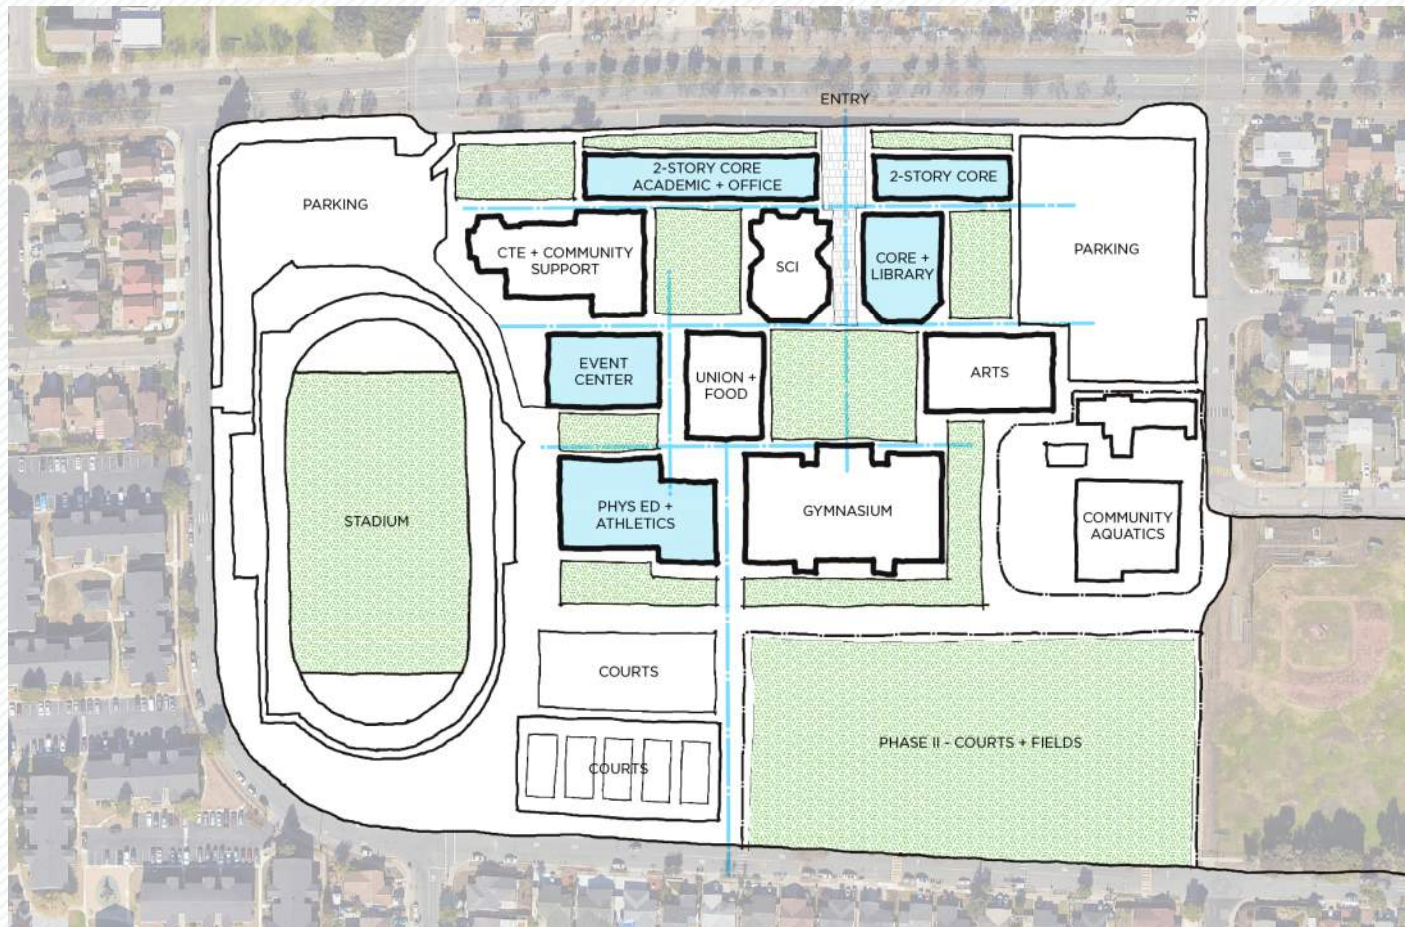 ENTRY
2-STORY CORE
ACADEMIC + OFFICE
2-STORY CORE
PARKING
CTE + COMMUNITY
SUPPORT
SCI
CORE +
LIBRARY
PARKING
EVENT
CENTER
UNION +
FOOD
ARTS
STADIUM
PHYS ED +
ATHLETICS
GYMNASIUM
COMMUNITY
AQUATICS
COURTS
COURTS
PHASE II - COURTS + FIELDS